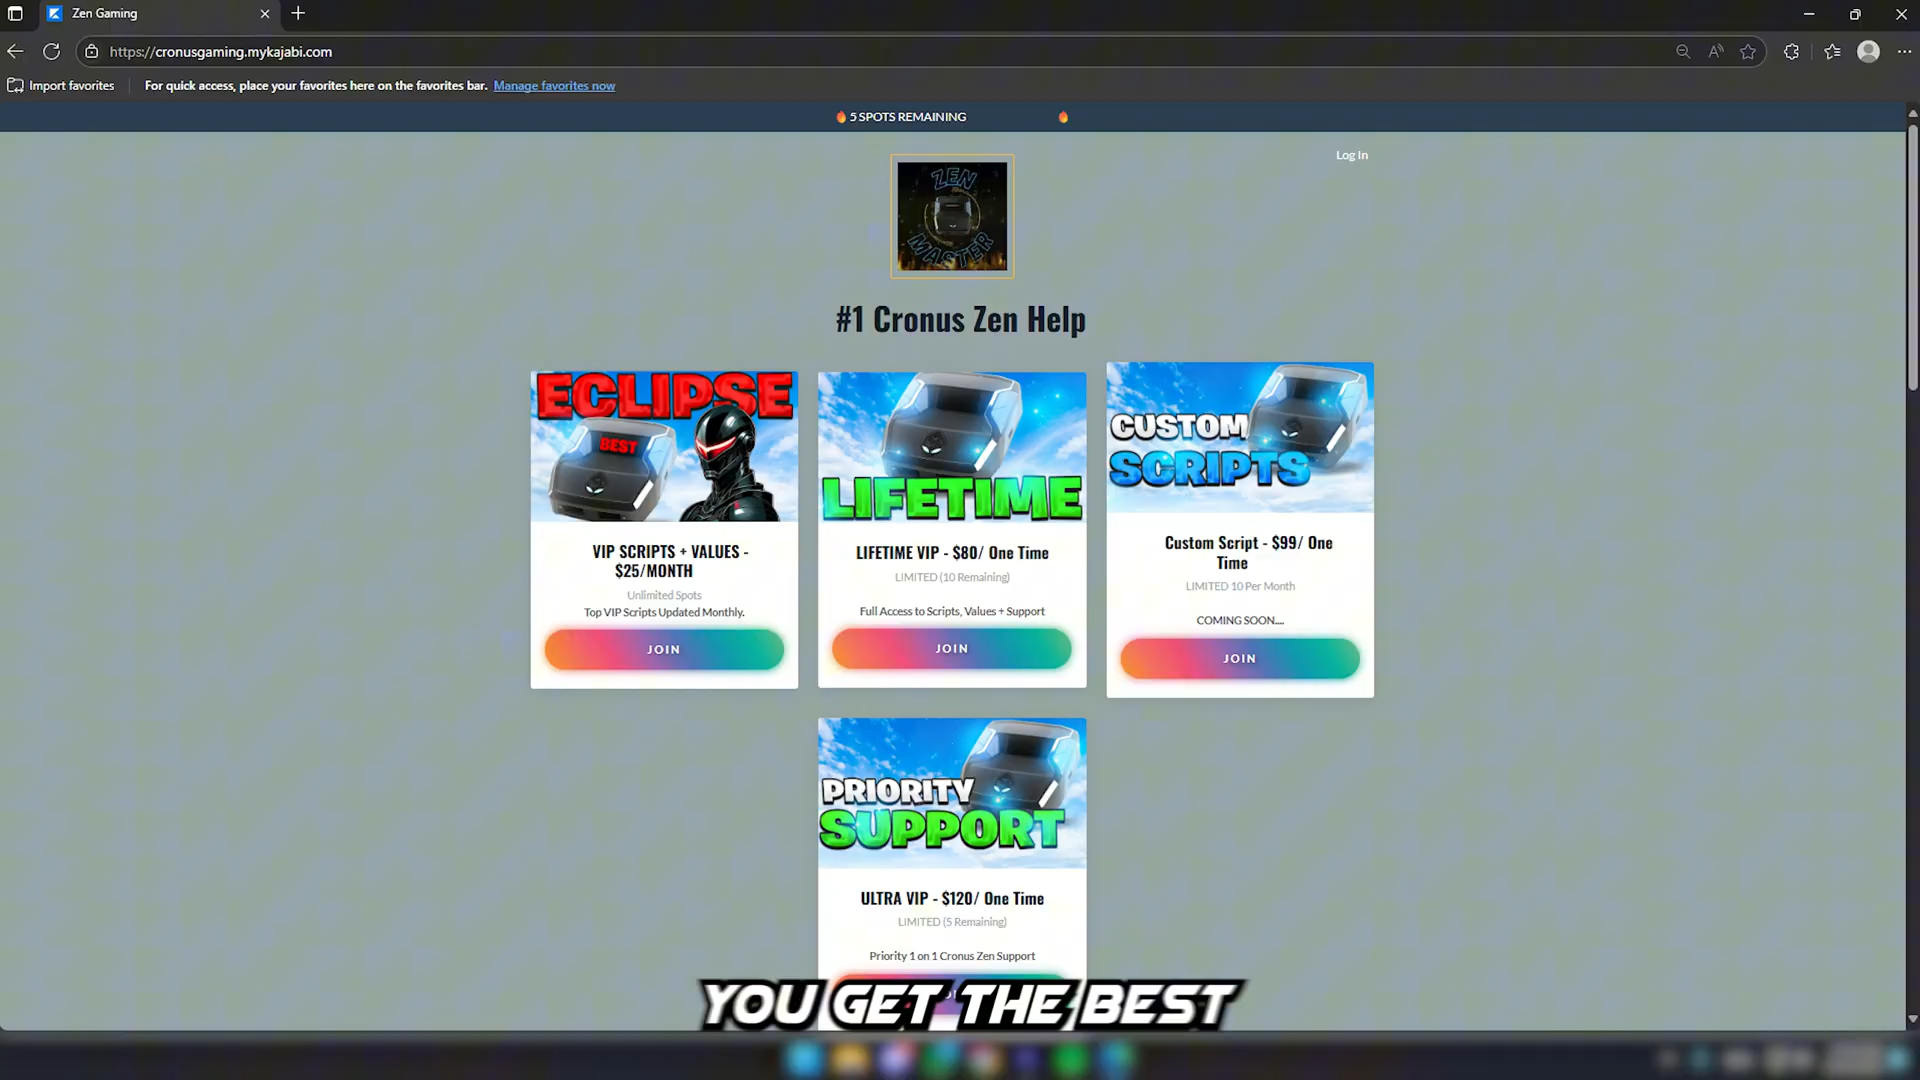 Zen Gaming
https://cronusgaming.mykajabi.com
Import favorites
For quick access, place your favorites here on the favorites bar. Manage favorites now
🔥 5 SPOTS REMAINING 🔥
Log In
ZEN
MASTER
#1 Cronus Zen Help
ECLIPSE
BEST
VIP SCRIPTS + VALUES -
$25/MONTH
Unlimited Spots
Top VIP Scripts Updated Monthly.
JOIN
LIFETIME
LIFETIME VIP - $80/ One Time
LIMITED (10 Remaining)
Full Access to Scripts, Values + Support
JOIN
CUSTOM
SCRIPTS
Custom Script - $99/ One
Time
LIMITED 10 Per Month
COMING SOON....
JOIN
PRIORITY
SUPPORT
ULTRA VIP - $120/ One Time
LIMITED (5 Remaining)
Priority 1 on 1 Cronus Zen Support
YOU GET THE BEST